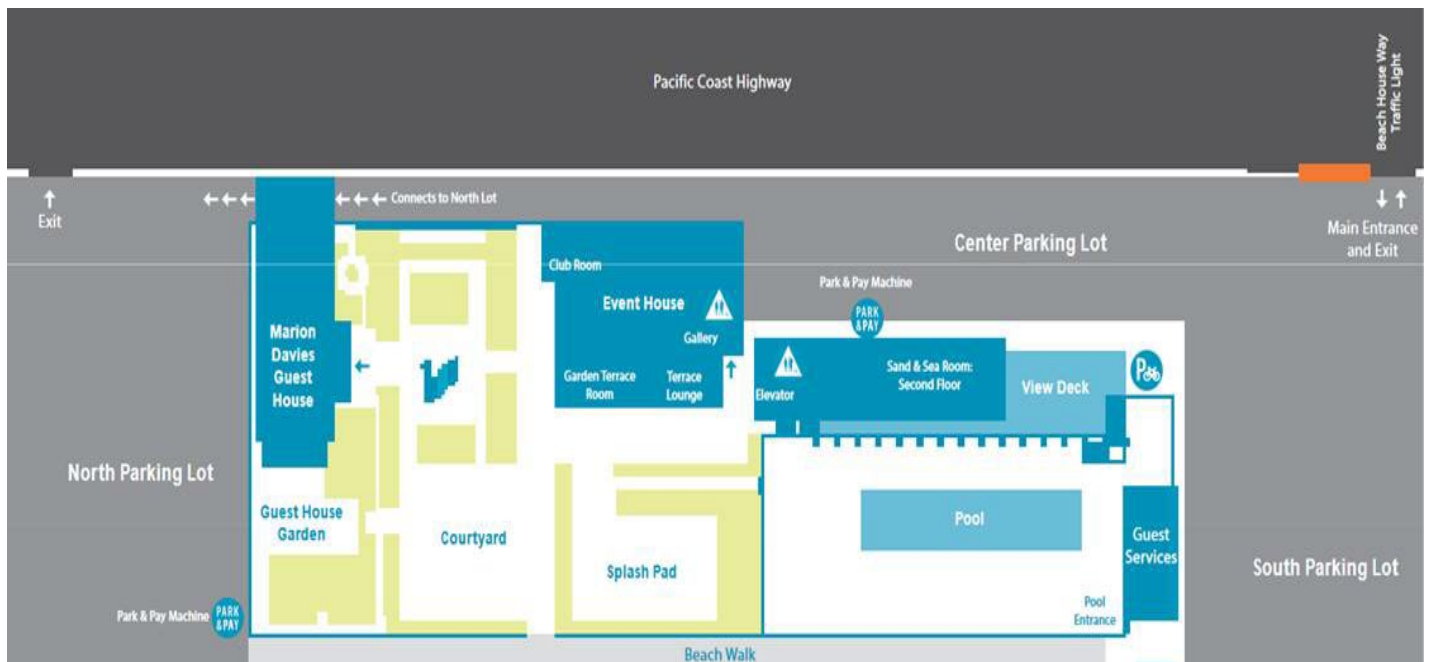 Pacific Coast Highway
Beach House Way
Traffic Light
Exit
Connects to North Lot
Main Entrance
and Exit
Center Parking Lot
Club Room
Park & Pay Machine
PARK
&PAY
Event House
Gallery
Marion
Davies
Guest
House
Garden Terrace
Room
Terrace
Lounge
Elevator
Sand & Sea Room:
Second Floor
View Deck
P
North Parking Lot
Guest House
Garden
Courtyard
Splash Pad
Pool
Guest
Services
South Parking Lot
Pool
Entrance
Park & Pay Machine
PARK
&PAY
Beach Walk